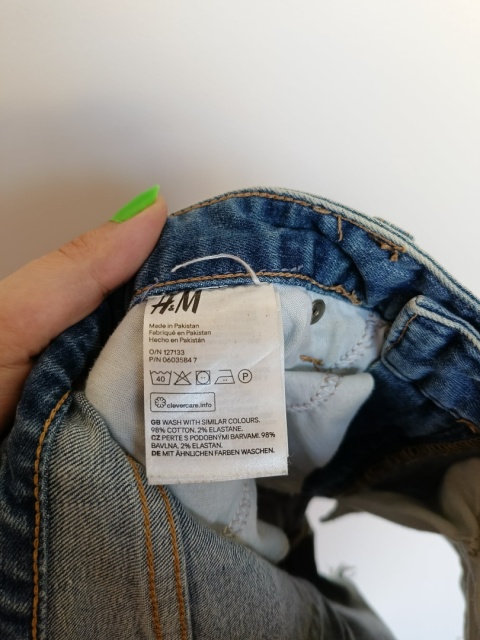 H&M
Made in Pakistan
Fabriqué en Pakistan
Hecho en Pakistán
O/N 127133
P/N 0603584 7
40 P
clevercare.info
GB WASH WITH SIMILAR COLOURS.
98% COTTON, 2% ELASTANE.
CZ PERTE S PODOBNÝMI BARVAMI. 98%
BAVLNA, 2% ELASTAN.
DE MIT ÄHNLICHEN FARBEN WASCHEN.